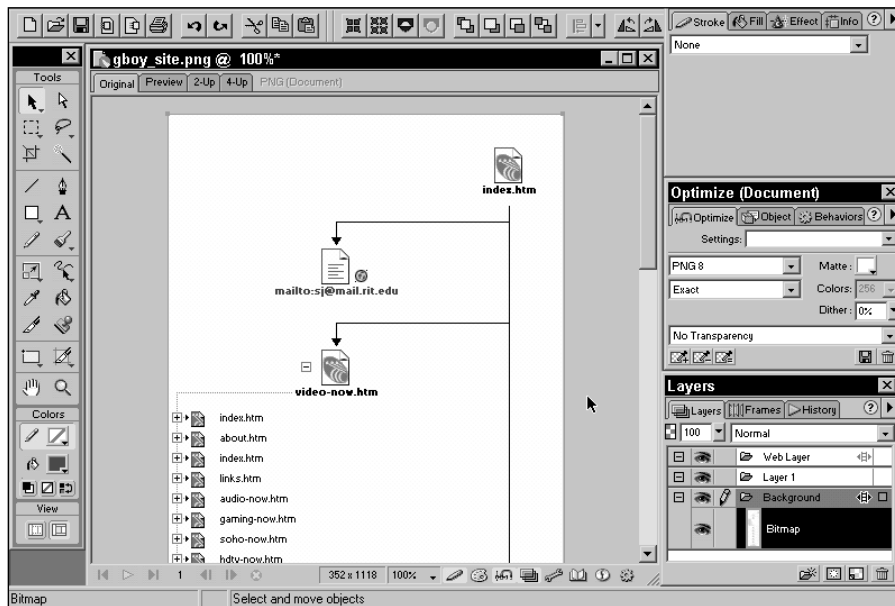 Stroke Fill Effect Info
None
Tools
gboy_site.png @ 100%*
Original Preview 2-Up 4-Up PNG (Document)
index.htm
mailto:sj@mail.rit.edu
video-now.htm
index.htm
about.htm
index.htm
links.htm
audio-now.htm
gaming-now.htm
soho-now.htm
hdtv-now.htm
A
Colors
View
1 352 x 1118 100%
Optimize (Document)
Optimize Object Behaviors
Settings:
PNG 8 Matte:
Exact Colors: 256
Dither: 0%
No Transparency
Layers
Layers Frames History
100 Normal
Web Layer
Layer 1
Background
Bitmap
Bitmap Select and move objects